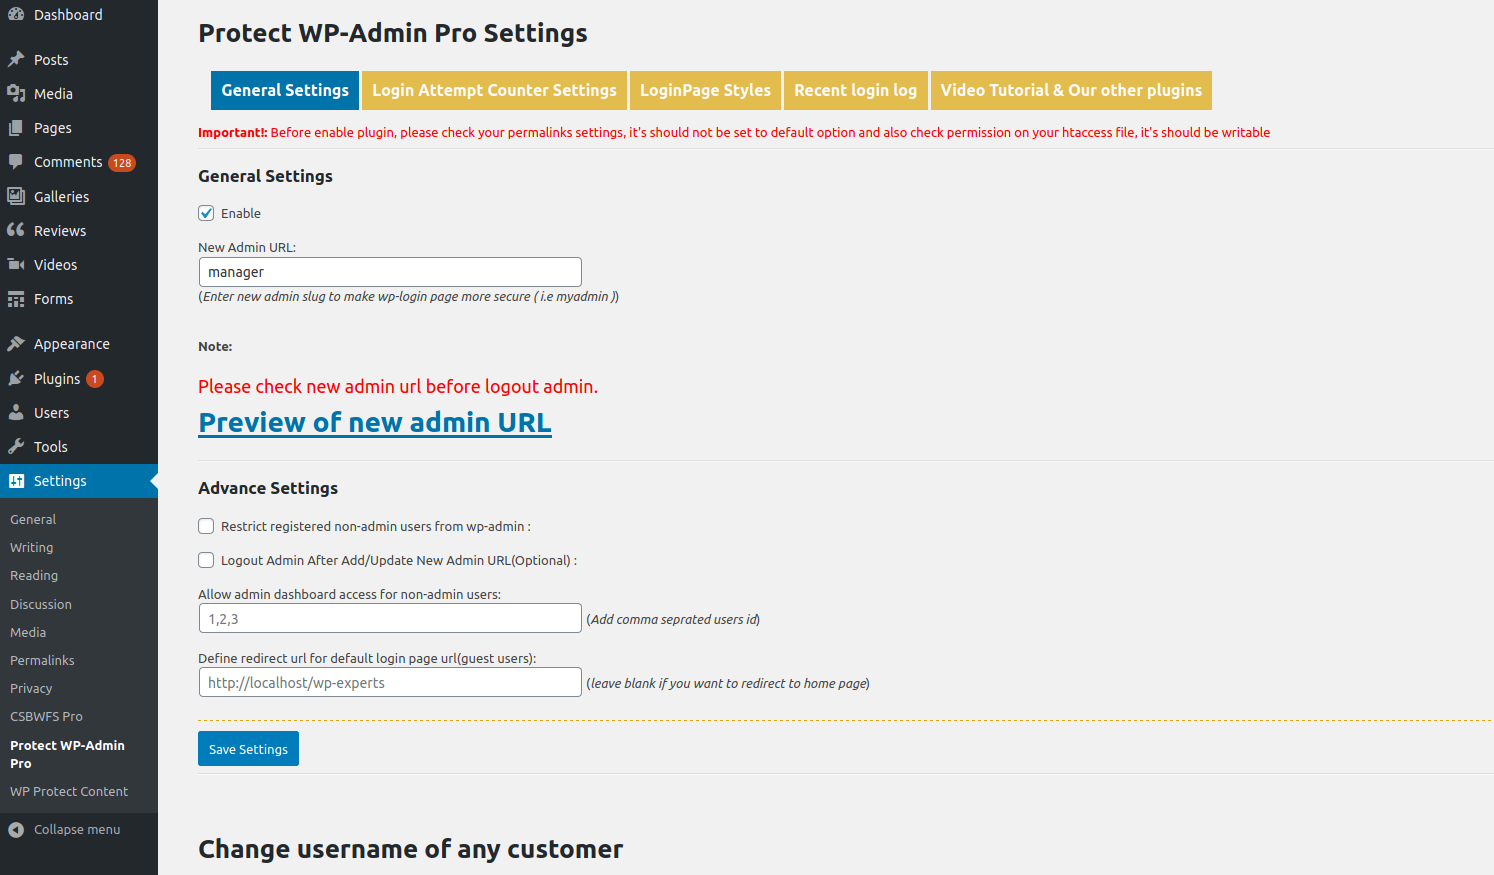 Dashboard
Posts
Media
Pages
Comments 128
Galleries
Reviews
Videos
Forms
Appearance
Plugins 1
Users
Tools
Settings
General
Writing
Reading
Discussion
Media
Permalinks
Privacy
CSBWFS Pro
Protect WP-Admin
Pro
WP Protect Content
Collapse menu
Protect WP-Admin Pro Settings
General Settings Login Attempt Counter Settings LoginPage Styles Recent login log Video Tutorial & Our other plugins
Important!: Before enable plugin, please check your permalinks settings, it's should not be set to default option and also check permission on your htaccess file, it's should be writable
General Settings
Enable
New Admin URL:
manager
(Enter new admin slug to make wp-login page more secure ( i.e myadmin ))
Note:
Please check new admin url before logout admin.
Preview of new admin URL
Advance Settings
Restrict registered non-admin users from wp-admin :
Logout Admin After Add/Update New Admin URL(Optional) :
Allow admin dashboard access for non-admin users:
1,2,3 (Add comma seprated users id)
Define redirect url for default login page url(guest users):
http://localhost/wp-experts (leave blank if you want to redirect to home page)
Save Settings
Change username of any customer